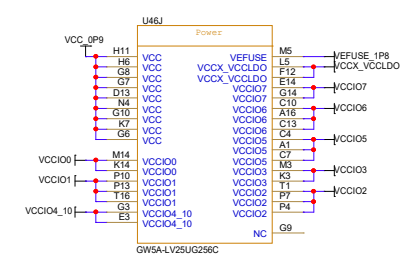 U46J
Power
VCC_0P9
H11 VCC VEFUSE M5 VEFUSE_1P8
H6 VCC VCCX_VCCLDO L5 VCCX_VCCLDO
G8 VCC VCCX_VCCLDO F12
G7 VCC VCCIO7 E14 VCCIO7
D13 VCC VCCIO7 G14
N4 VCC VCCIO6 C10 VCCIO6
G10 VCC VCCIO6 A16
K7 VCC VCCIO6 C13
G6 VCC VCCIO5 C4 VCCIO5
VCCIO5 A1
VCCIO0 M14 VCCIO0 VCCIO5 C7
K14 VCCIO0 VCCIO3 M3 VCCIO3
VCCIO1 P10 VCCIO1 VCCIO3 K3
P13 VCCIO1 VCCIO2 T1 VCCIO2
T16 VCCIO1 VCCIO2 P7
VCCIO4_10 G3 VCCIO4_10 VCCIO2 P4
E3 VCCIO4_10
NC G9
GW5A-LV25UG256C